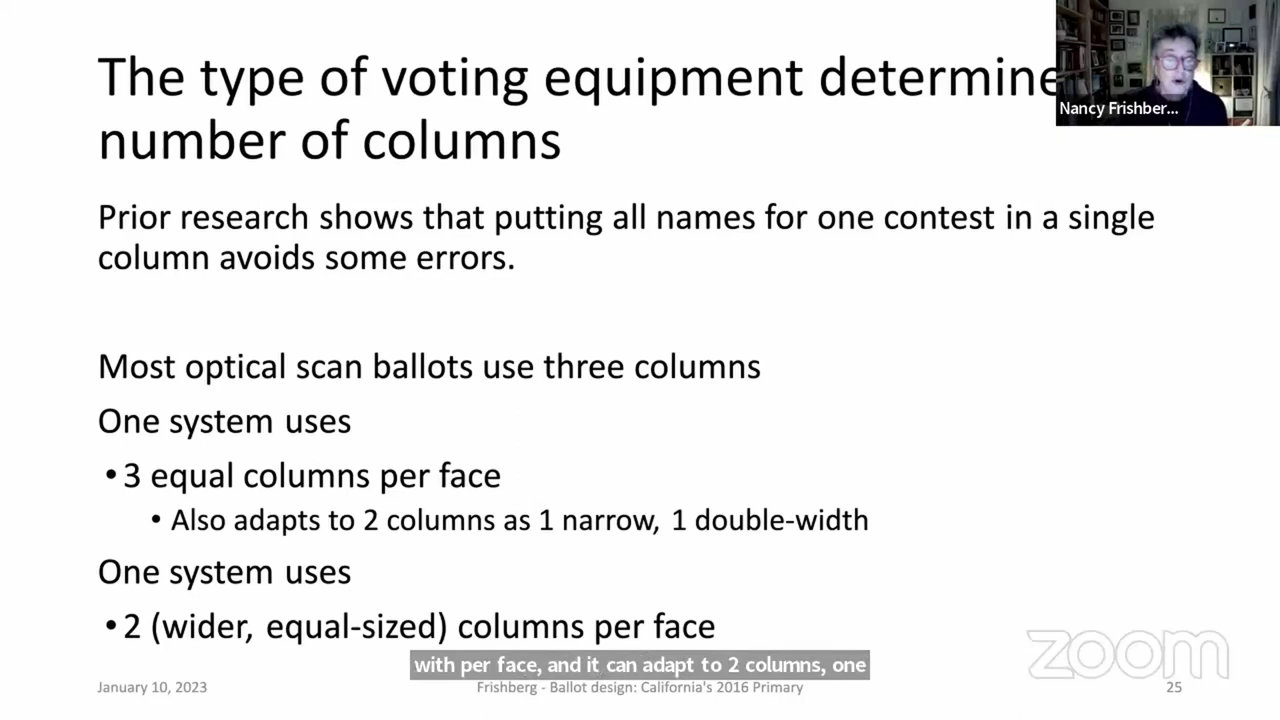 The type of voting equipment determine
number of columns
Nancy Frishber...
Prior research shows that putting all names for one contest in a single
column avoids some errors.
Most optical scan ballots use three columns
One system uses
• 3 equal columns per face
• Also adapts to 2 columns as 1 narrow, 1 double-width
One system uses
• 2 (wider, equal-sized) columns per face
with per face, and it can adapt to 2 columns, one
zoom
January 10, 2023
Frishberg - Ballot design: California's 2016 Primary
25